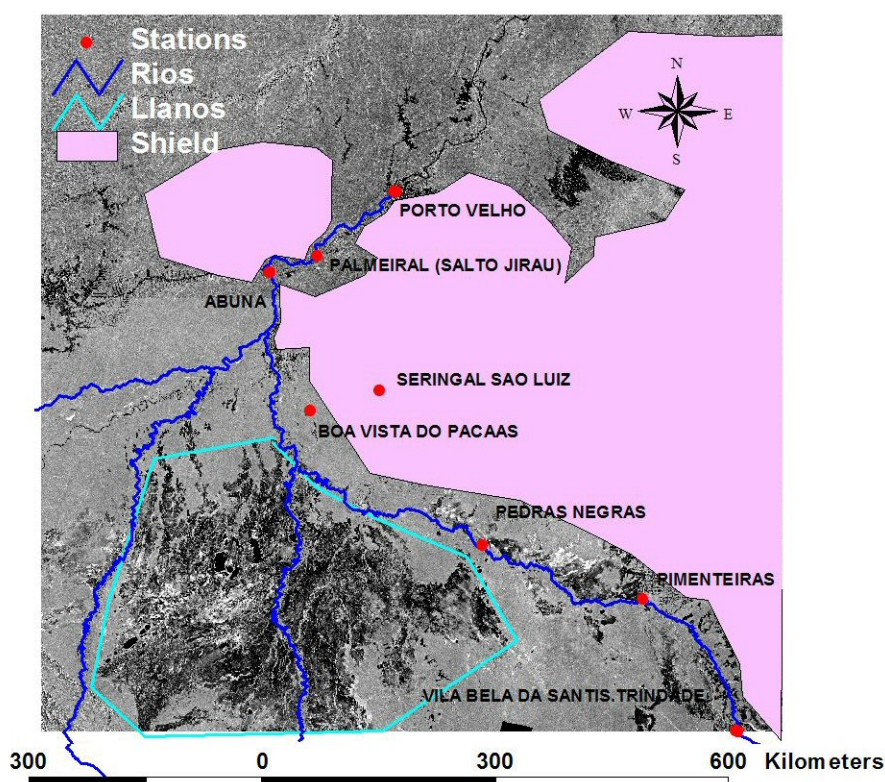 Stations
Rios
Llanos
Shield
N
W E
S
PORTO VELHO
PALMEIRAL (SALTO JIRAU)
ABUNA
SERINGAL SAO LUIZ
BOA VISTA DO PACAAS
PEDRAS NEGRAS
PIMENTEIRAS
VILA BELA DA SANTIS.TRINDADE
300 0 300 600 Kilometers